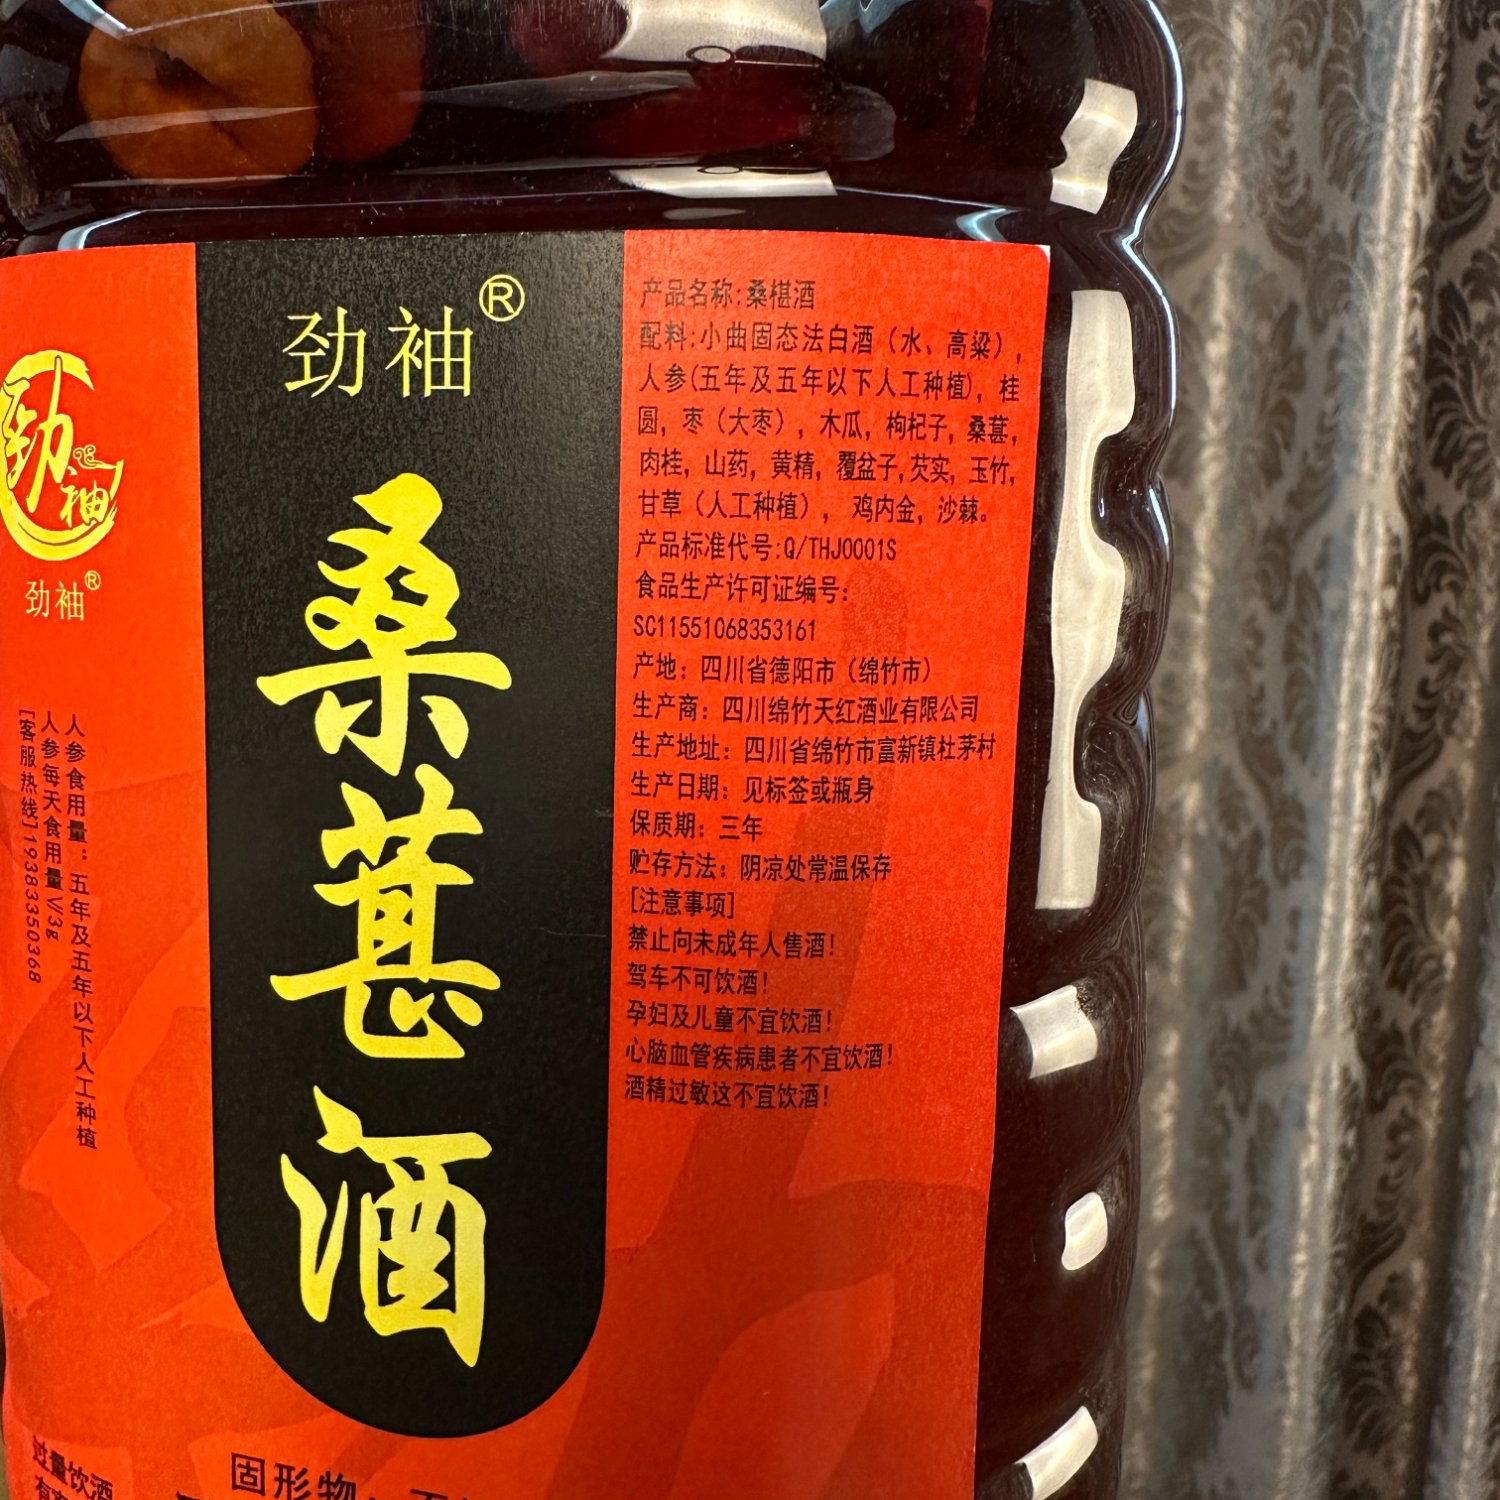 劲袖®
桑葚酒
劲袖
劲袖®
人参食用量：五年及五年以下人工种植
人参每天食用量\/3g
[客服热线]19383350368
产品名称:桑椹酒
配料:小曲固态法白酒（水、高粱），
人参(五年及五年以下人工种植)，桂
圆，枣（大枣），木瓜，枸杞子，桑葚，
肉桂，山药，黄精，覆盆子,芡实，玉竹，
甘草（人工种植）， 鸡内金，沙棘。
产品标准代号:Q/THJ0001S
食品生产许可证编号：
SC11551068353161
产地：四川省德阳市（绵竹市）
生产商：四川绵竹天红酒业有限公司
生产地址：四川省绵竹市富新镇杜茅村
生产日期：见标签或瓶身
保质期：三年
贮存方法：阴凉处常温保存
[注意事项]
禁止向未成年人售酒！
驾车不可饮酒！
孕妇及儿童不宜饮酒！
心脑血管疾病患者不宜饮酒！
酒精过敏这不宜饮酒！
过量饮酒
固形物：